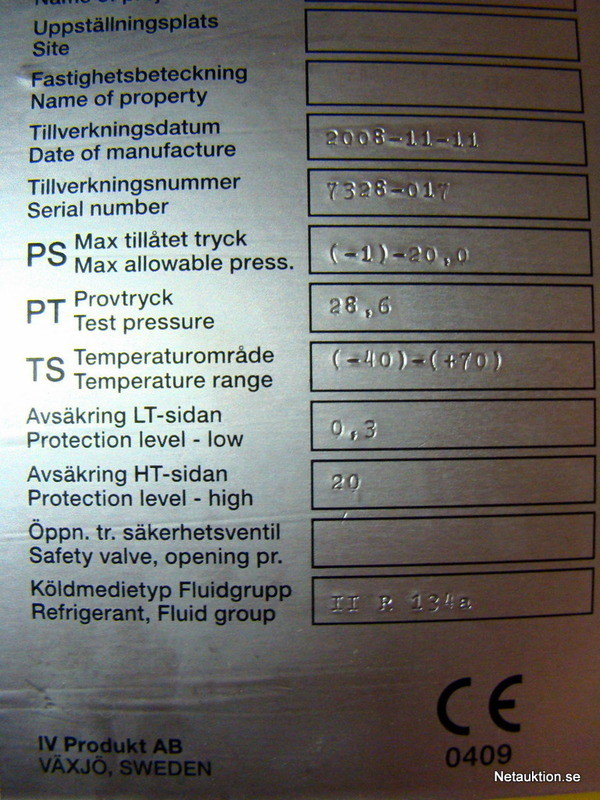 Uppställningsplats
Site
Fastighetsbeteckning
Name of property
Tillverkningsdatum
Date of manufacture
2008-11-11
Tillverkningsnummer
Serial number
7328-017
PS Max tillåtet tryck
Max allowable press.
(-1)-20,0
PT Provtryck
Test pressure
28,6
TS Temperaturområde
Temperature range
(-40)-(+70)
Avsäkring LT-sidan
Protection level - low
0,3
Avsäkring HT-sidan
Protection level - high
20
Öppn. tr. säkerhetsventil
Safety valve, opening pr.
Köldmedietyp Fluidgrupp
Refrigerant, Fluid group
II R 134a
CE
0409
IV Produkt AB
VÄXJÖ, SWEDEN
Netauktion.se